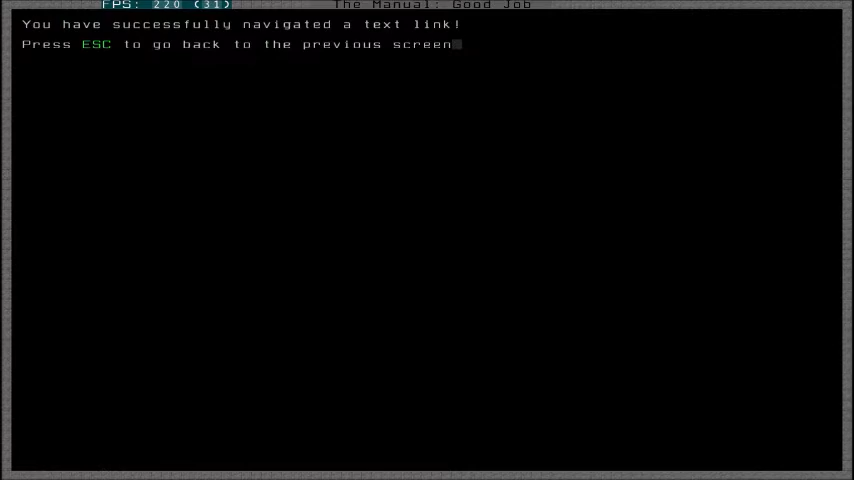 FPS: 220 (31) The Manual: Good Job
You have successfully navigated a text link!
Press ESC to go back to the previous screen